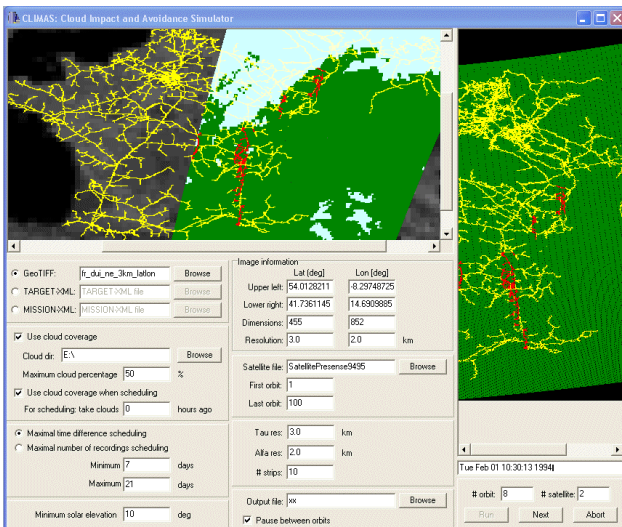 CLIMAS: Cloud Impact and Avoidance Simulator
GeoTIFF: fr_dui_ne_3km_latlon Browse
TARGET-XML: TARGET-XML file Browse
MISSION-XML: MISSION-XML file Browse
Use cloud coverage
Cloud dir: E:\ Browse
Maximum cloud percentage 50 %
Use cloud coverage when scheduling
For scheduling: take clouds 0 hours ago
Maximal time difference scheduling
Maximal number of recordings scheduling
Minimum 7 days
Maximum 21 days
Minimum solar elevation 10 deg
Image information
Lat [deg] Lon [deg]
Upper left: 54.0128211 -8.29748725
Lower right: 41.7361145 14.6909885
Dimensions: 455 852
Resolution: 3.0 2.0 km
Satellite file: SatellitePresense9495 Browse
First orbit: 1
Last orbit: 100
Tau res: 3.0 km
Alfa res: 2.0 km
# strips: 10
Output file: xx Browse
Pause between orbits
Tue Feb 01 10:30:13 1994
# orbit: 8 # satellite: 2
Run Next Abort